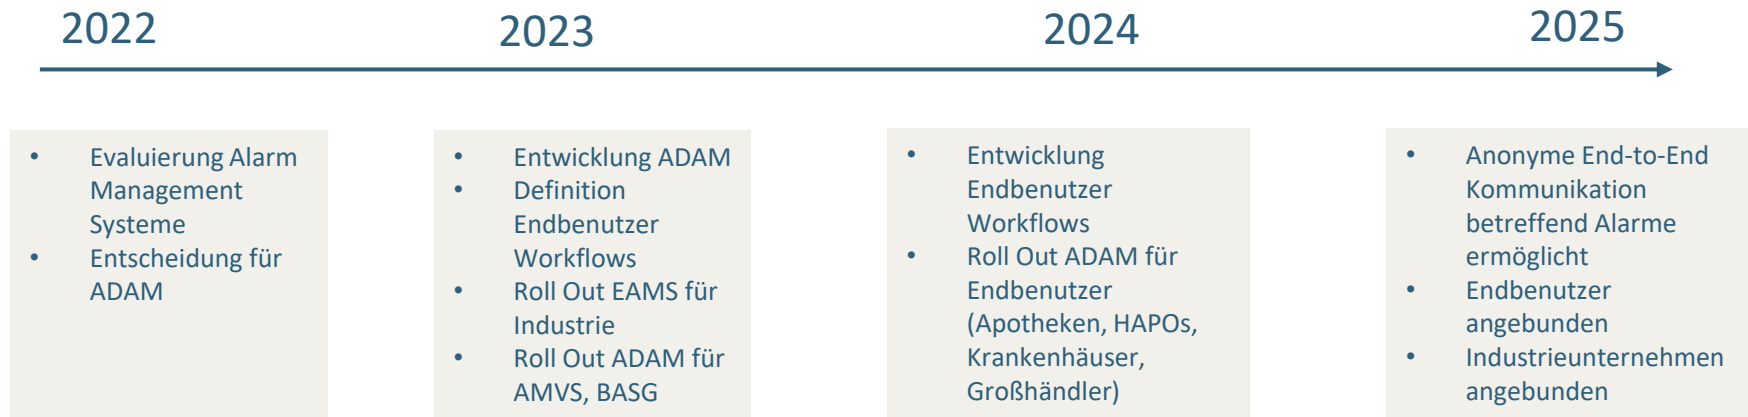 2022
2023
2024
2025
• Evaluierung Alarm
Management
Systeme
• Entscheidung für
ADAM
• Entwicklung ADAM
• Definition
Endbenutzer
Workflows
• Roll Out EAMS für
Industrie
• Roll Out ADAM für
AMVS, BASG
• Entwicklung
Endbenutzer
Workflows
• Roll Out ADAM für
Endbenutzer
(Apotheken, HAPOs,
Krankenhäuser,
Großhändler)
• Anonyme End-to-End
Kommunikation
betreffend Alarme
ermöglicht
• Endbenutzer
angebunden
• Industrieunternehmen
angebunden